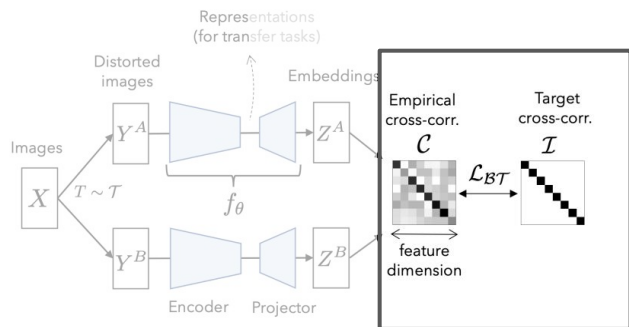 Representations
(for transfer tasks)
Distorted
images
Embeddings
Empirical
cross-corr.
Target
cross-corr.
Images
Y^A
Z^A
C
I
X
T ~ T
f_θ
L_BT
Y^B
Z^B
feature
dimension
Encoder
Projector